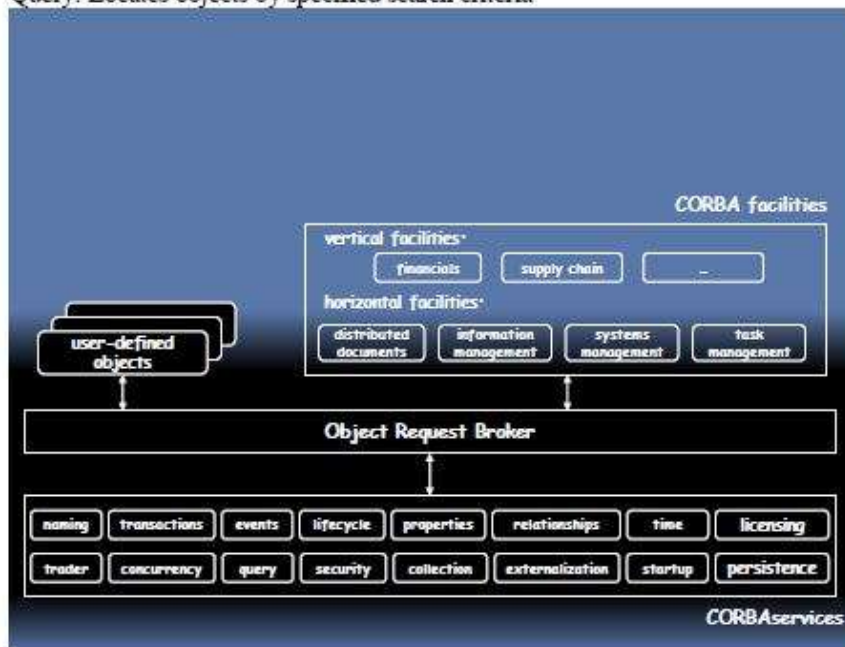 Query: Locates objects by specified search criteria
CORBA facilities
vertical facilities·
financials
supply chain
...
horizontal facilities·
distributed
documents
information
management
systems
management
task
management
user-defined
objects
Object Request Broker
naming
transactions
events
lifecycle
properties
relationships
time
licensing
trader
concurrency
query
security
collection
externalization
startup
persistence
CORBAservices